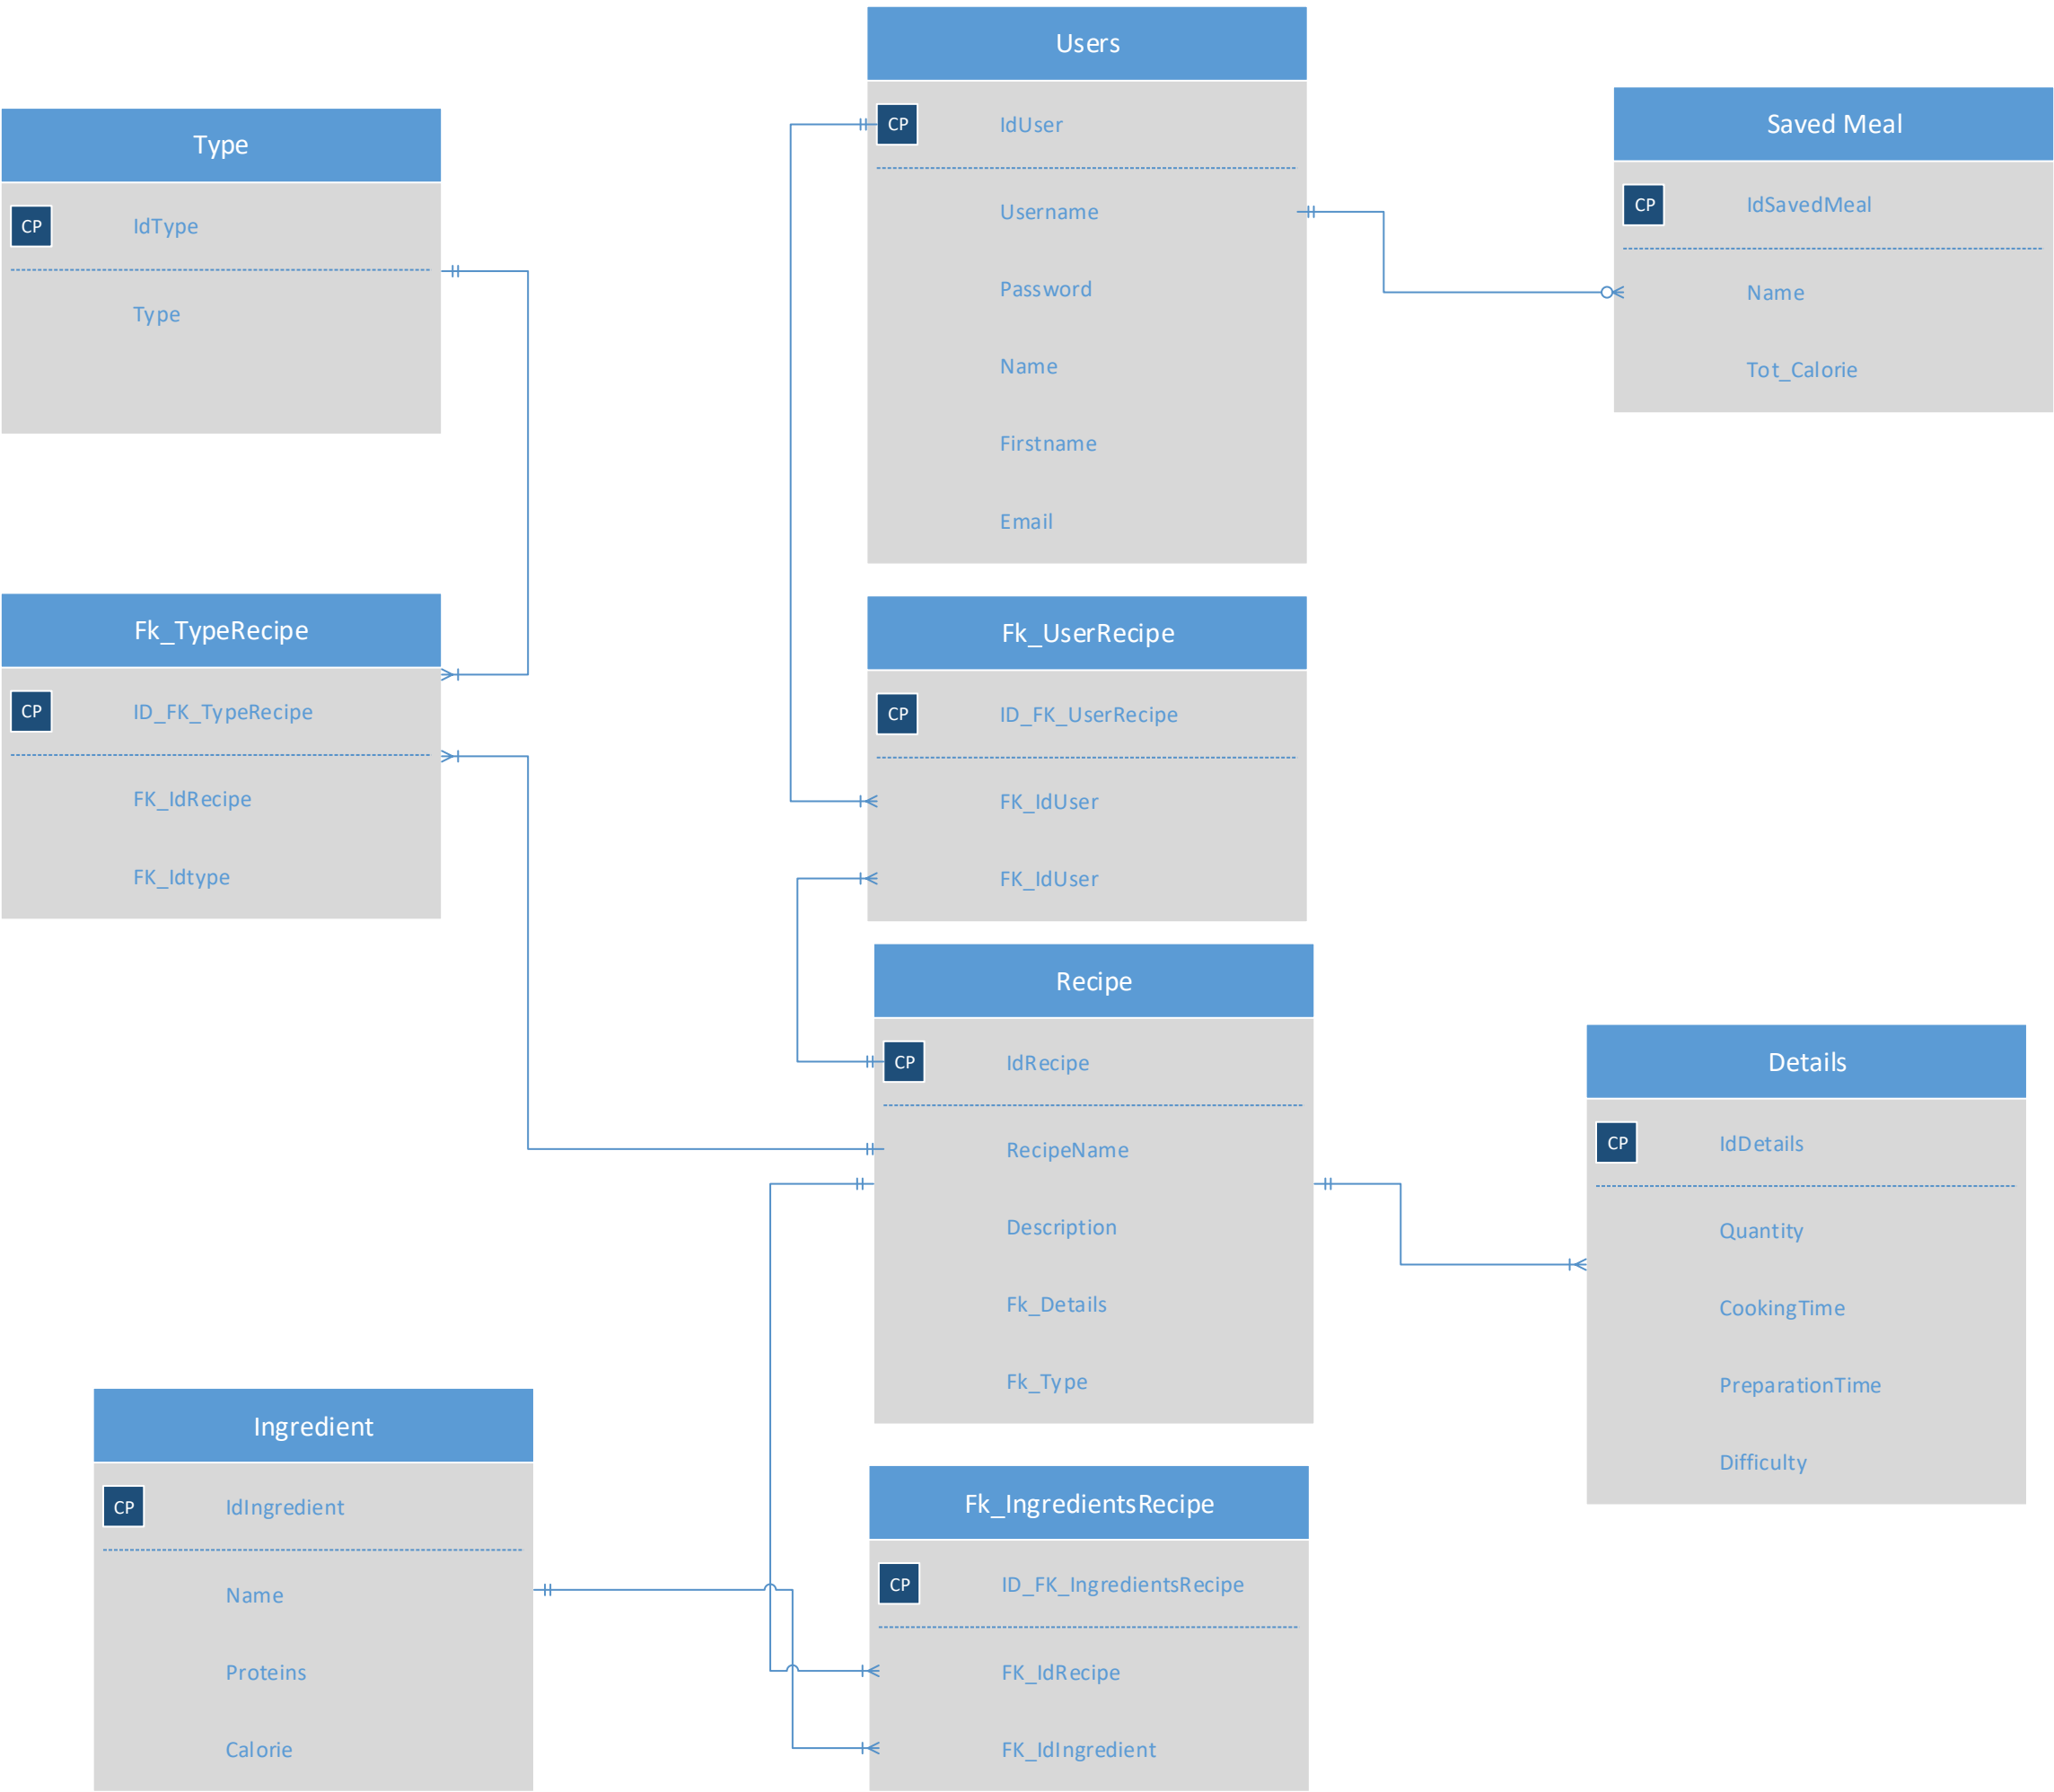 Users
CP IdUser
Username
Password
Name
Firstname
Email
Saved Meal
CP IdSavedMeal
Name
Tot_Calorie
Type
CP IdType
Type
Fk_TypeRecipe
CP ID_FK_TypeRecipe
FK_IdRecipe
FK_Idtype
Fk_UserRecipe
CP ID_FK_UserRecipe
FK_IdUser
FK_IdUser
Recipe
CP IdRecipe
RecipeName
Description
Fk_Details
Fk_Type
Details
CP IdDetails
Quantity
CookingTime
PreparationTime
Difficulty
Ingredient
CP IdIngredient
Name
Proteins
Calorie
Fk_IngredientsRecipe
CP ID_FK_IngredientsRecipe
FK_IdRecipe
FK_IdIngredient